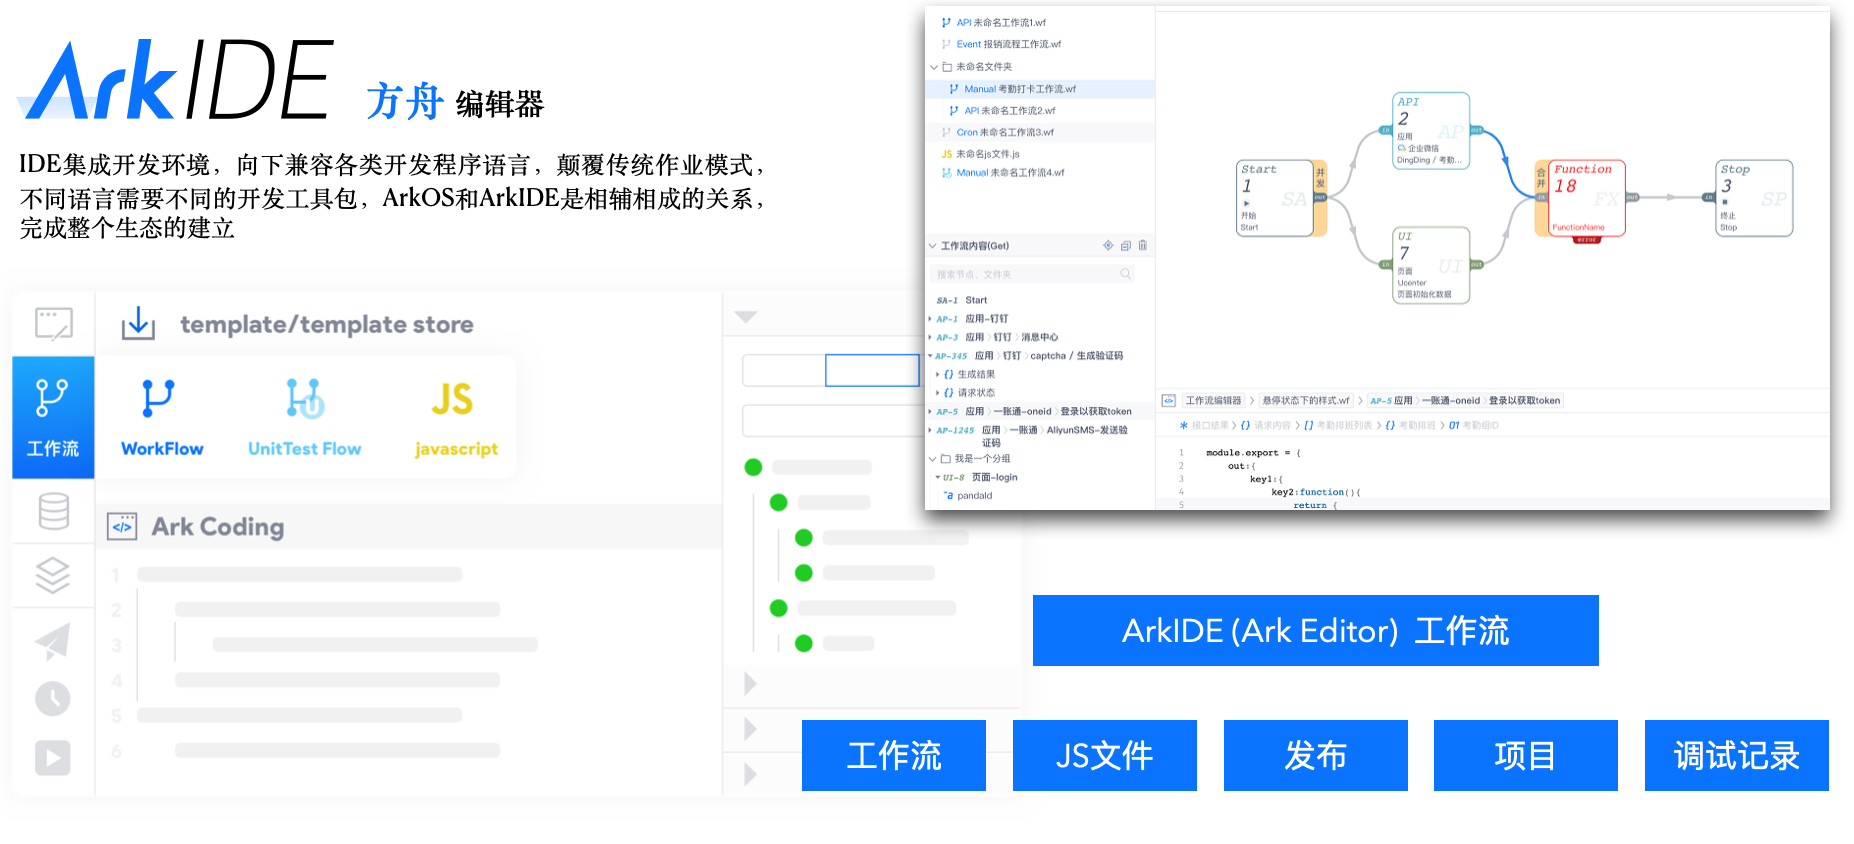 ArkIDE 方舟 编辑器
IDE集成开发环境，向下兼容各类开发程序语言，颠覆传统作业模式，
不同语言需要不同的开发工具包，ArkOS和ArkIDE是相辅相成的关系，
完成整个生态的建立
template/template store
工作流
WorkFlow
UnitTest Flow
JS
javascript
</> Ark Coding
1
2
3
4
5
6
API 未命名工作流1.wf
Event 报销流程工作流.wf
未命名文件夹
Manual 考勤打卡工作流.wf
API 未命名工作流2.wf
Cron 未命名工作流3.wf
JS 未命名js文件.js
Manual 未命名工作流4.wf
工作流内容(Get)
搜索节点、文件夹
SA-1 Start
AP-1 应用-钉钉
AP-3 应用 〉钉钉 〉消息中心
AP-345 应用 〉钉钉 〉captcha / 生成验证码
{} 生成结果
{} 请求状态
AP-5 应用 〉一账通-oneid 〉登录以获取token
AP-1245 应用 〉一账通 〉AliyunSMS-发送验
证码
我是一个分组
UI-8 页面-login
"a pandaId
Start
1
SA
开始
Start
并发
out
API
2
AP
应用
企业微信
DingDing / 考勤...
in
out
UI
7
UI
页面
Ucenter
页面初始化数据
in
out
合并
in
Function
18
FX
FunctionName
out
error
Stop
3
SP
终止
Stop
in
</> 工作流编辑器 〉 悬停状态下的样式.wf 〉 AP-5 应用 〉一账通-oneid 〉登录以获取token
* 接口结果 〉 {} 请求内容 〉 [] 考勤排班列表 〉 {} 考勤排班 〉 01 考勤组ID
1 module.export = {
2 out:{
3 key1:{
4 key2:function(){
5 return {
ArkIDE (Ark Editor) 工作流
工作流
JS文件
发布
项目
调试记录